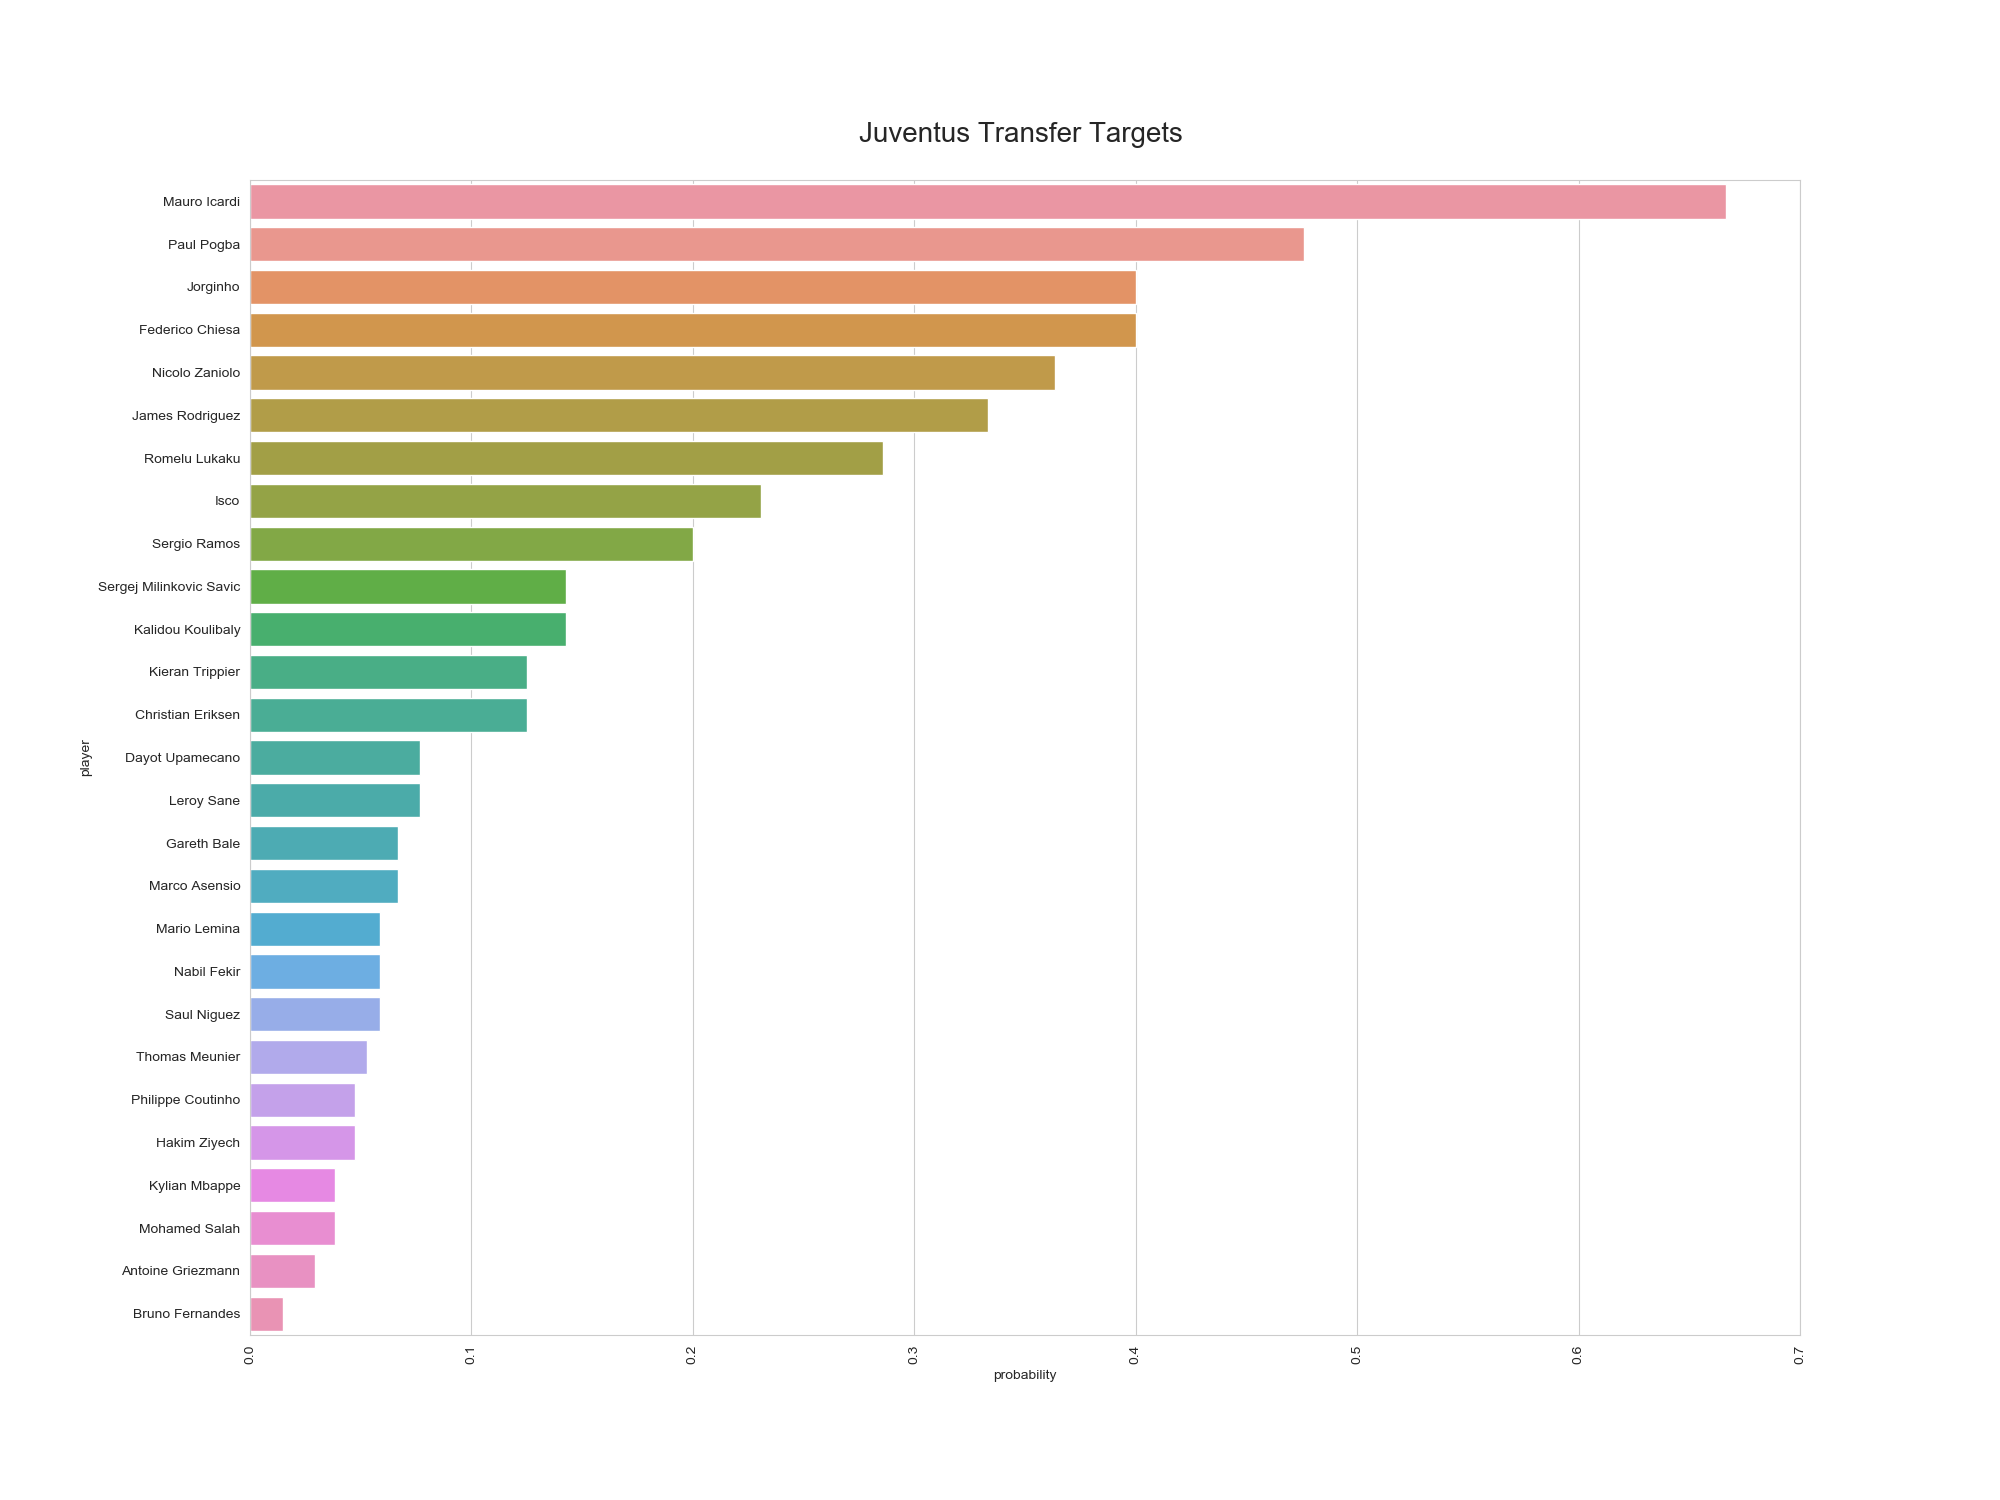 Juventus Transfer Targets
Mauro Icardi
Paul Pogba
Jorginho
Federico Chiesa
Nicolo Zaniolo
James Rodriguez
Romelu Lukaku
Isco
Sergio Ramos
Sergej Milinkovic Savic
Kalidou Koulibaly
Kieran Trippier
Christian Eriksen
player
Dayot Upamecano
Leroy Sane
Gareth Bale
Marco Asensio
Mario Lemina
Nabil Fekir
Saul Niguez
Thomas Meunier
Philippe Coutinho
Hakim Ziyech
Kylian Mbappe
Mohamed Salah
Antoine Griezmann
Bruno Fernandes
0.0 0.1 0.2 0.3 0.4 0.5 0.6 0.7
probability